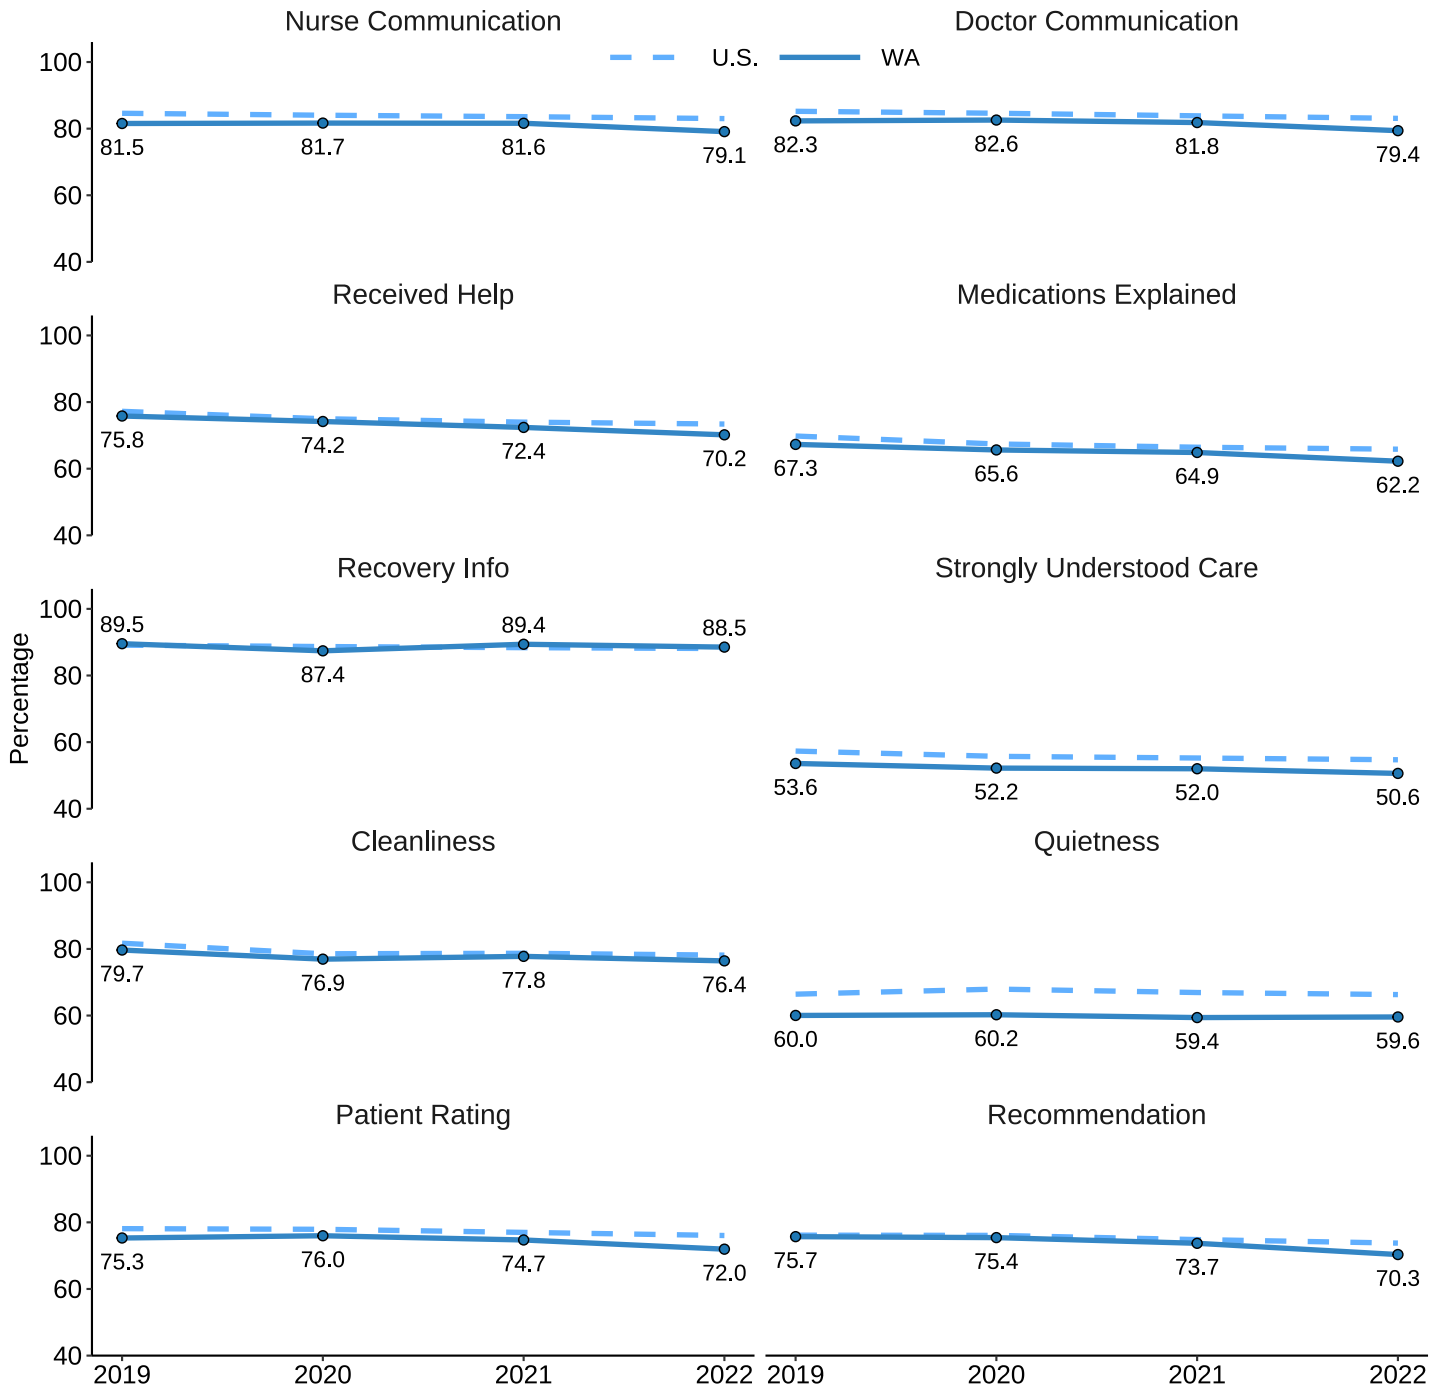 Nurse Communication
Doctor Communication
U.S. WA
100
80
60
40
81.5 81.7 81.6 79.1
82.3 82.6 81.8 79.4
Received Help
Medications Explained
100
80
60
40
75.8 74.2 72.4 70.2
67.3 65.6 64.9 62.2
Recovery Info
Strongly Understood Care
Percentage
100
80
60
40
89.5 87.4 89.4 88.5
53.6 52.2 52.0 50.6
Cleanliness
Quietness
100
80
60
40
79.7 76.9 77.8 76.4
60.0 60.2 59.4 59.6
Patient Rating
Recommendation
100
80
60
40
75.3 76.0 74.7 72.0
75.7 75.4 73.7 70.3
2019 2020 2021 2022 2019 2020 2021 2022